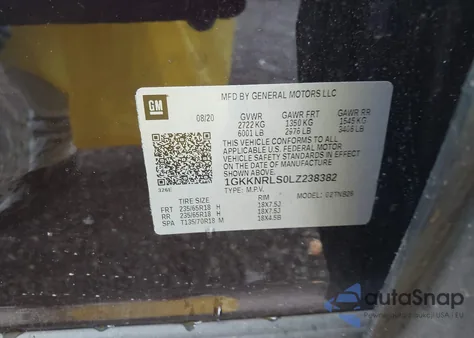 MFD BY GENERAL MOTORS LLC
GM
08/20 GVWR GAWR FRT GAWR RR
2722 KG 1350 KG 1545 KG
6001 LB 2976 LB 3406 LB
THIS VEHICLE CONFORMS TO ALL
APPLICABLE U.S. FEDERAL MOTOR
VEHICLE SAFETY STANDARDS IN
EFFECT ON THE DATE OF MANUFACTURE
SHOWN ABOVE.
1GKKNRLS0LZ238382
TYPE: M.P.V. MODEL:
TIRE SIZE RIM
FRT 235/65R18 H 18X7.5J
RR 235/65R18 H 18X7.5J
SPA T135/70R18 M 18X4.5B
autoSnap